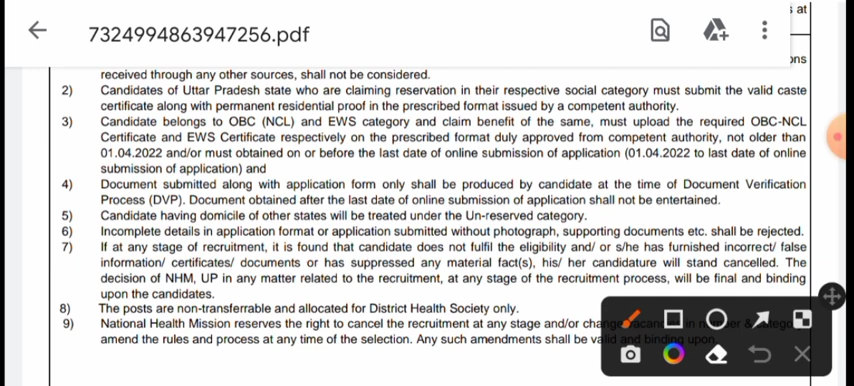 s at
7324994863947256.pdf
ons
received through any other sources, shall not be considered.
2) Candidates of Uttar Pradesh state who are claiming reservation in their respective social category must submit the valid caste
certificate along with permanent residential proof in the prescribed format issued by a competent authority.
3) Candidate belongs to OBC (NCL) and EWS category and claim benefit of the same, must upload the required OBC-NCL
Certificate and EWS Certificate respectively on the prescribed format duly approved from competent authority, not older than
01.04.2022 and/or must obtained on or before the last date of online submission of application (01.04.2022 to last date of online
submission of application) and
4) Document submitted along with application form only shall be produced by candidate at the time of Document Verification
Process (DVP). Document obtained after the last date of online submission of application shall not be entertained.
5) Candidate having domicile of other states will be treated under the Un-reserved category.
6) Incomplete details in application format or application submitted without photograph, supporting documents etc. shall be rejected.
7) If at any stage of recruitment, it is found that candidate does not fulfil the eligibility and/ or s/he has furnished incorrect/ false
information/ certificates/ documents or has suppressed any material fact(s), his/ her candidature will stand cancelled. The
decision of NHM, UP in any matter related to the recruitment, at any stage of the recruitment process, will be final and binding
upon the candidates.
8) The posts are non-transferrable and allocated for District Health Society only.
9) National Health Mission reserves the right to cancel the recruitment at any stage and/or change in
amend the rules and process at any time of the selection. Any such amendments shall be valid and binding upon